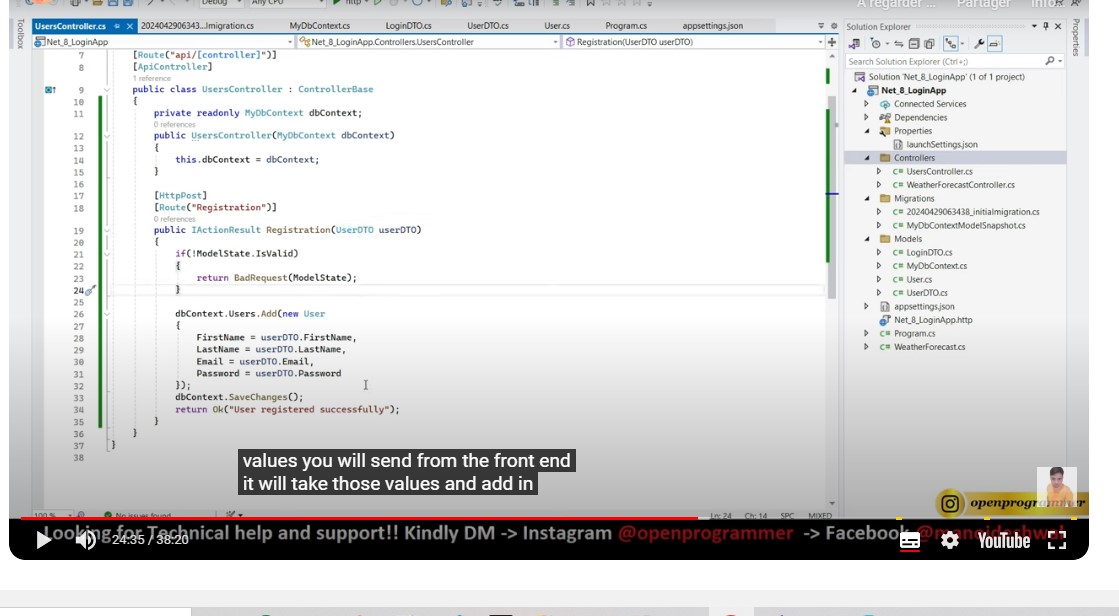 Debug
Any CPU
http
A regarder ...
Partager
Infos
Toolbox
UsersController.cs
20240429063443...lmigration.cs
MyDbContext.cs
LoginDTO.cs
UserDTO.cs
User.cs
Program.cs
appsettings.json
Net_8_LoginApp
Net_8_LoginApp.Controllers.UsersController
Registration(UserDTO userDTO)
7 [Route("api/[controller]")]
8 [ApiController]
1 reference
9 public class UsersController : ControllerBase
10 {
11 private readonly MyDbContext dbContext;
0 references
12 public UsersController(MyDbContext dbContext)
13 {
14 this.dbContext = dbContext;
15 }
16
17 [HttpPost]
18 [Route("Registration")]
0 references
19 public IActionResult Registration(UserDTO userDTO)
20 {
21 if(!ModelState.IsValid)
22 {
23 return BadRequest(ModelState);
24 }
25
26 dbContext.Users.Add(new User
27 {
28 FirstName = userDTO.FirstName,
29 LastName = userDTO.LastName,
30 Email = userDTO.Email,
31 Password = userDTO.Password
32 });
33 dbContext.SaveChanges();
34 return Ok("User registered successfully");
35 }
36 }
37 }
38
Solution Explorer
Search Solution Explorer (Ctrl+;)
Solution 'Net_8_LoginApp' (1 of 1 project)
Net_8_LoginApp
Connected Services
Dependencies
Properties
launchSettings.json
Controllers
C# UsersController.cs
C# WeatherForecastController.cs
Migrations
C# 20240429063438_initialmigration.cs
C# MyDbContextModelSnapshot.cs
Models
C# LoginDTO.cs
C# MyDbContext.cs
C# User.cs
C# UserDTO.cs
appsettings.json
Net_8_LoginApp.http
C# Program.cs
C# WeatherForecast.cs
Properties
values you will send from the front end
it will take those values and add in
openprogrammer
100 %
No issues found
Ln: 24 Ch: 14 SPC MIXED
Looking for Technical help and support!! Kindly DM -> Instagram @openprogrammer -> Facebook @manojdeshwal
24:35 / 38:20
YouTube